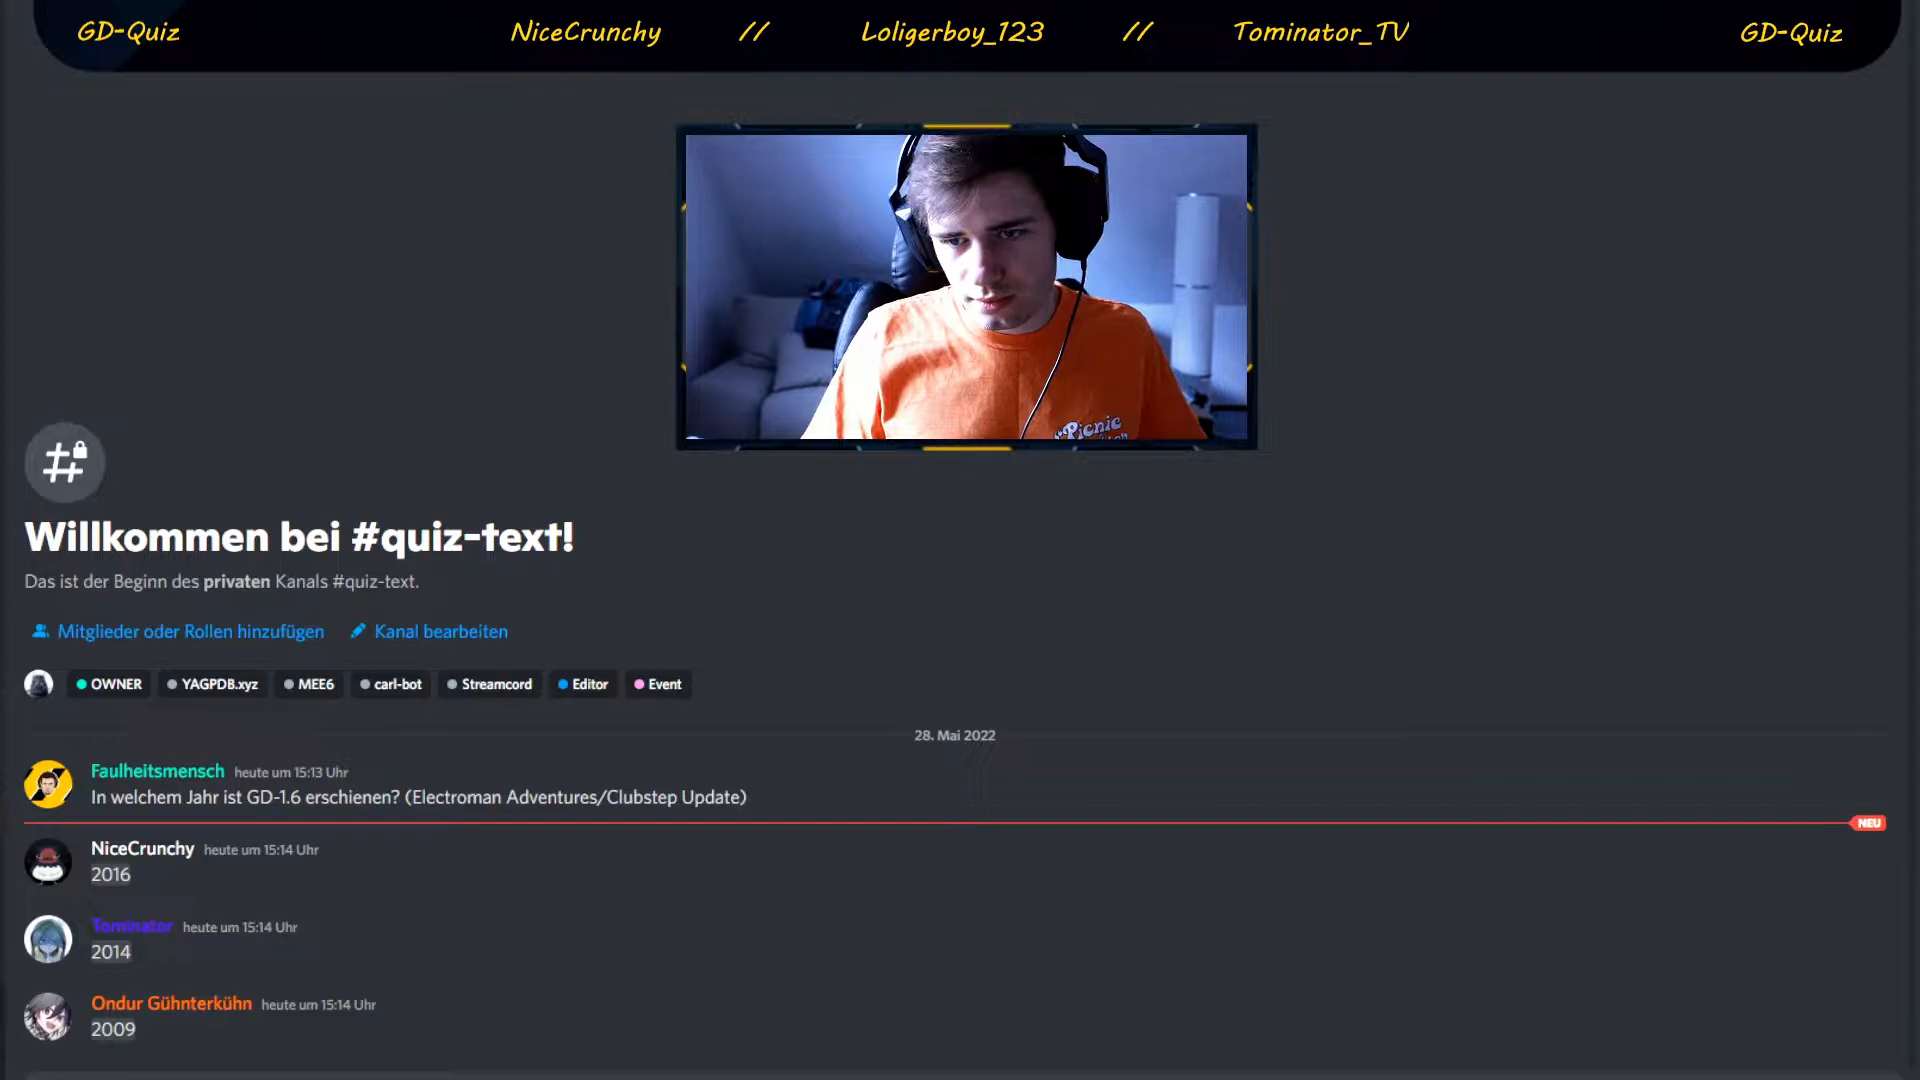 GD-Quiz NiceCrunchy // Loligerboy_123 // Tominator_TV GD-Quiz
Picnic
Willkommen bei #quiz-text!
Das ist der Beginn des privaten Kanals #quiz-text.
Mitglieder oder Rollen hinzufügen Kanal bearbeiten
OWNER YAGPDB.xyz MEE6 carl-bot Streamcord Editor Event
28. Mai 2022
Faulheitsmensch heute um 15:13 Uhr
In welchem Jahr ist GD-1.6 erschienen? (Electroman Adventures/Clubstep Update)
NEU
NiceCrunchy heute um 15:14 Uhr
2016
Tominator heute um 15:14 Uhr
2014
Ondur Gühnterkühn heute um 15:14 Uhr
2009